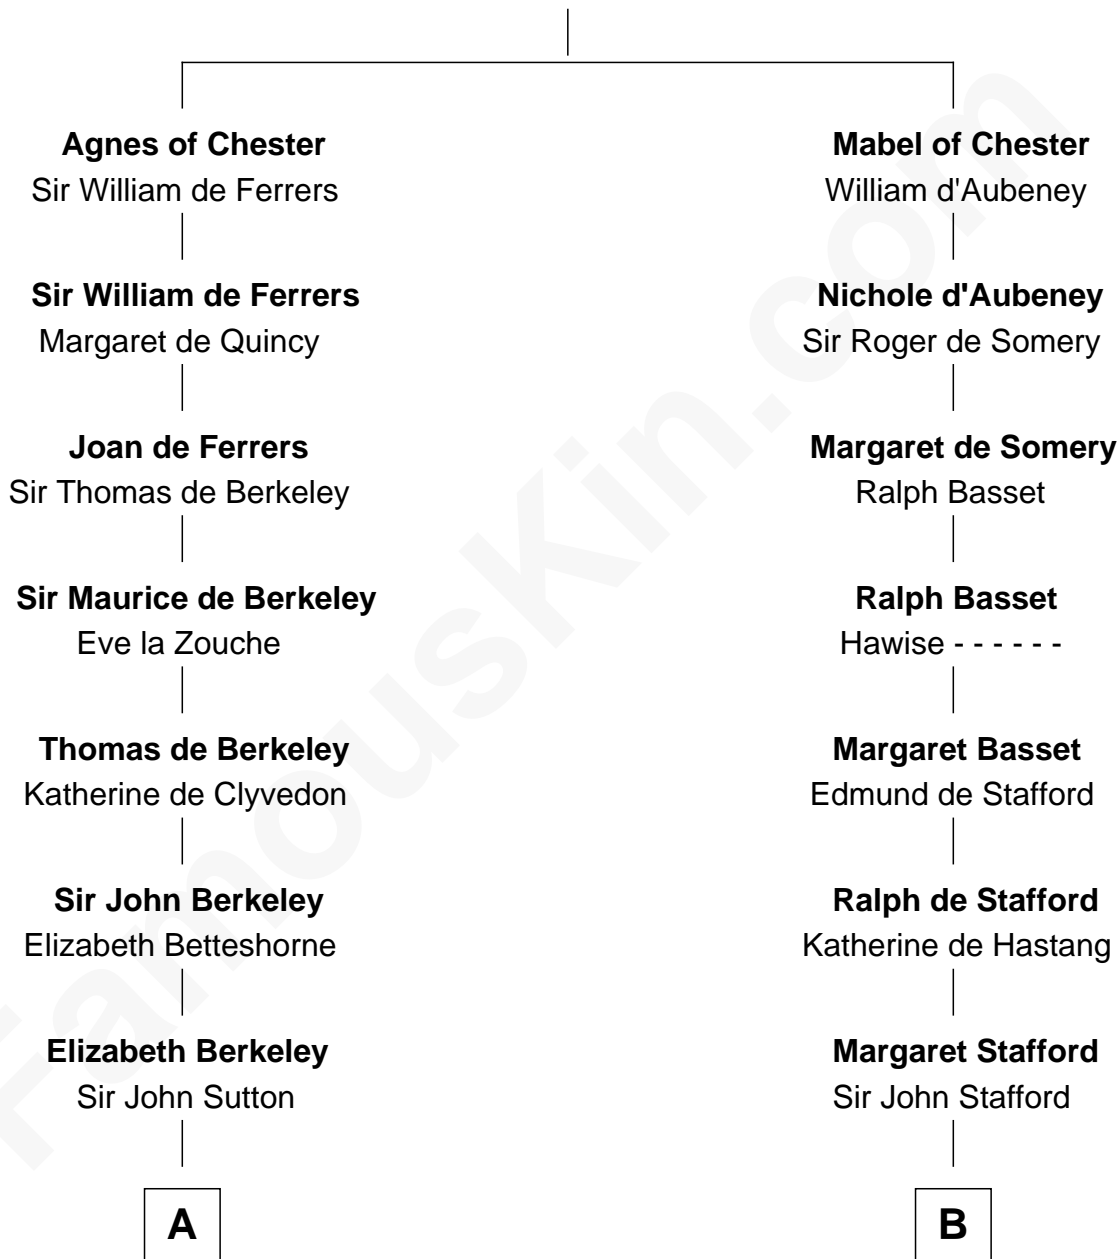 Agnes of Chester
Sir William de Ferrers
Sir William de Ferrers
Margaret de Quincy
Joan de Ferrers
Sir Thomas de Berkeley
Sir Maurice de Berkeley
Eve la Zouche
Thomas de Berkeley
Katherine de Clyvedon
Sir John Berkeley
Elizabeth Betteshorne
Elizabeth Berkeley
Sir John Sutton
A
Mabel of Chester
William d'Aubeney
Nichole d'Aubeney
Sir Roger de Somery
Margaret de Somery
Ralph Basset
Ralph Basset
Hawise - - - - - -
Margaret Basset
Edmund de Stafford
Ralph de Stafford
Katherine de Hastang
Margaret Stafford
Sir John Stafford
B
FamousKin.com